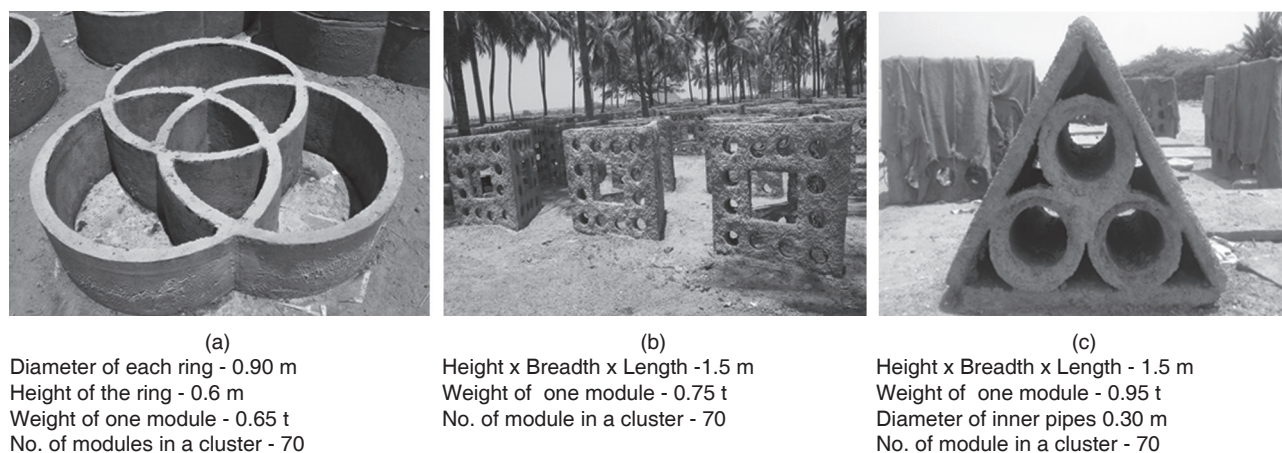 (a)
Diameter of each ring - 0.90 m
Height of the ring - 0.6 m
Weight of one module - 0.65 t
No. of modules in a cluster - 70
(b)
Height x Breadth x Length -1.5 m
Weight of one module - 0.75 t
No. of module in a cluster - 70
(c)
Height x Breadth x Length - 1.5 m
Weight of one module - 0.95 t
Diameter of inner pipes 0.30 m
No. of module in a cluster - 70